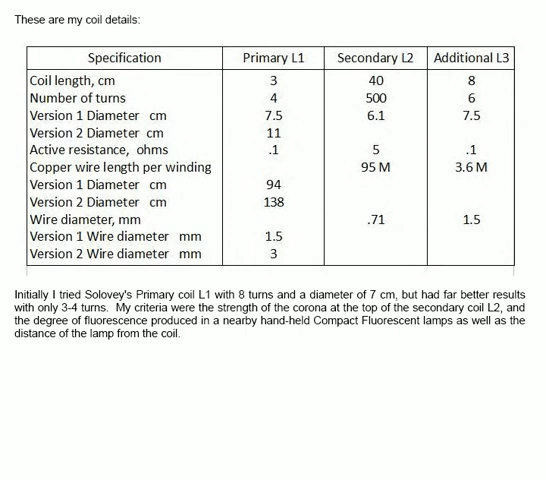 These are my coil details:
Specification Primary L1 Secondary L2 Additional L3
Coil length, cm 3 40 8
Number of turns 4 500 6
Version 1 Diameter cm 7.5 6.1 7.5
Version 2 Diameter cm 11
Active resistance, ohms .1 5 .1
Copper wire length per winding 95 M 3.6 M
Version 1 Diameter cm 94
Version 2 Diameter cm 138
Wire diameter, mm .71 1.5
Version 1 Wire diameter mm 1.5
Version 2 Wire diameter mm 3
Initially I tried Solovey's Primary coil L1 with 8 turns and a diameter of 7 cm, but had far better results
with only 3-4 turns. My criteria were the strength of the corona at the top of the secondary coil L2, and
the degree of fluorescence produced in a nearby hand-held Compact Fluorescent lamps as well as the
distance of the lamp from the coil.